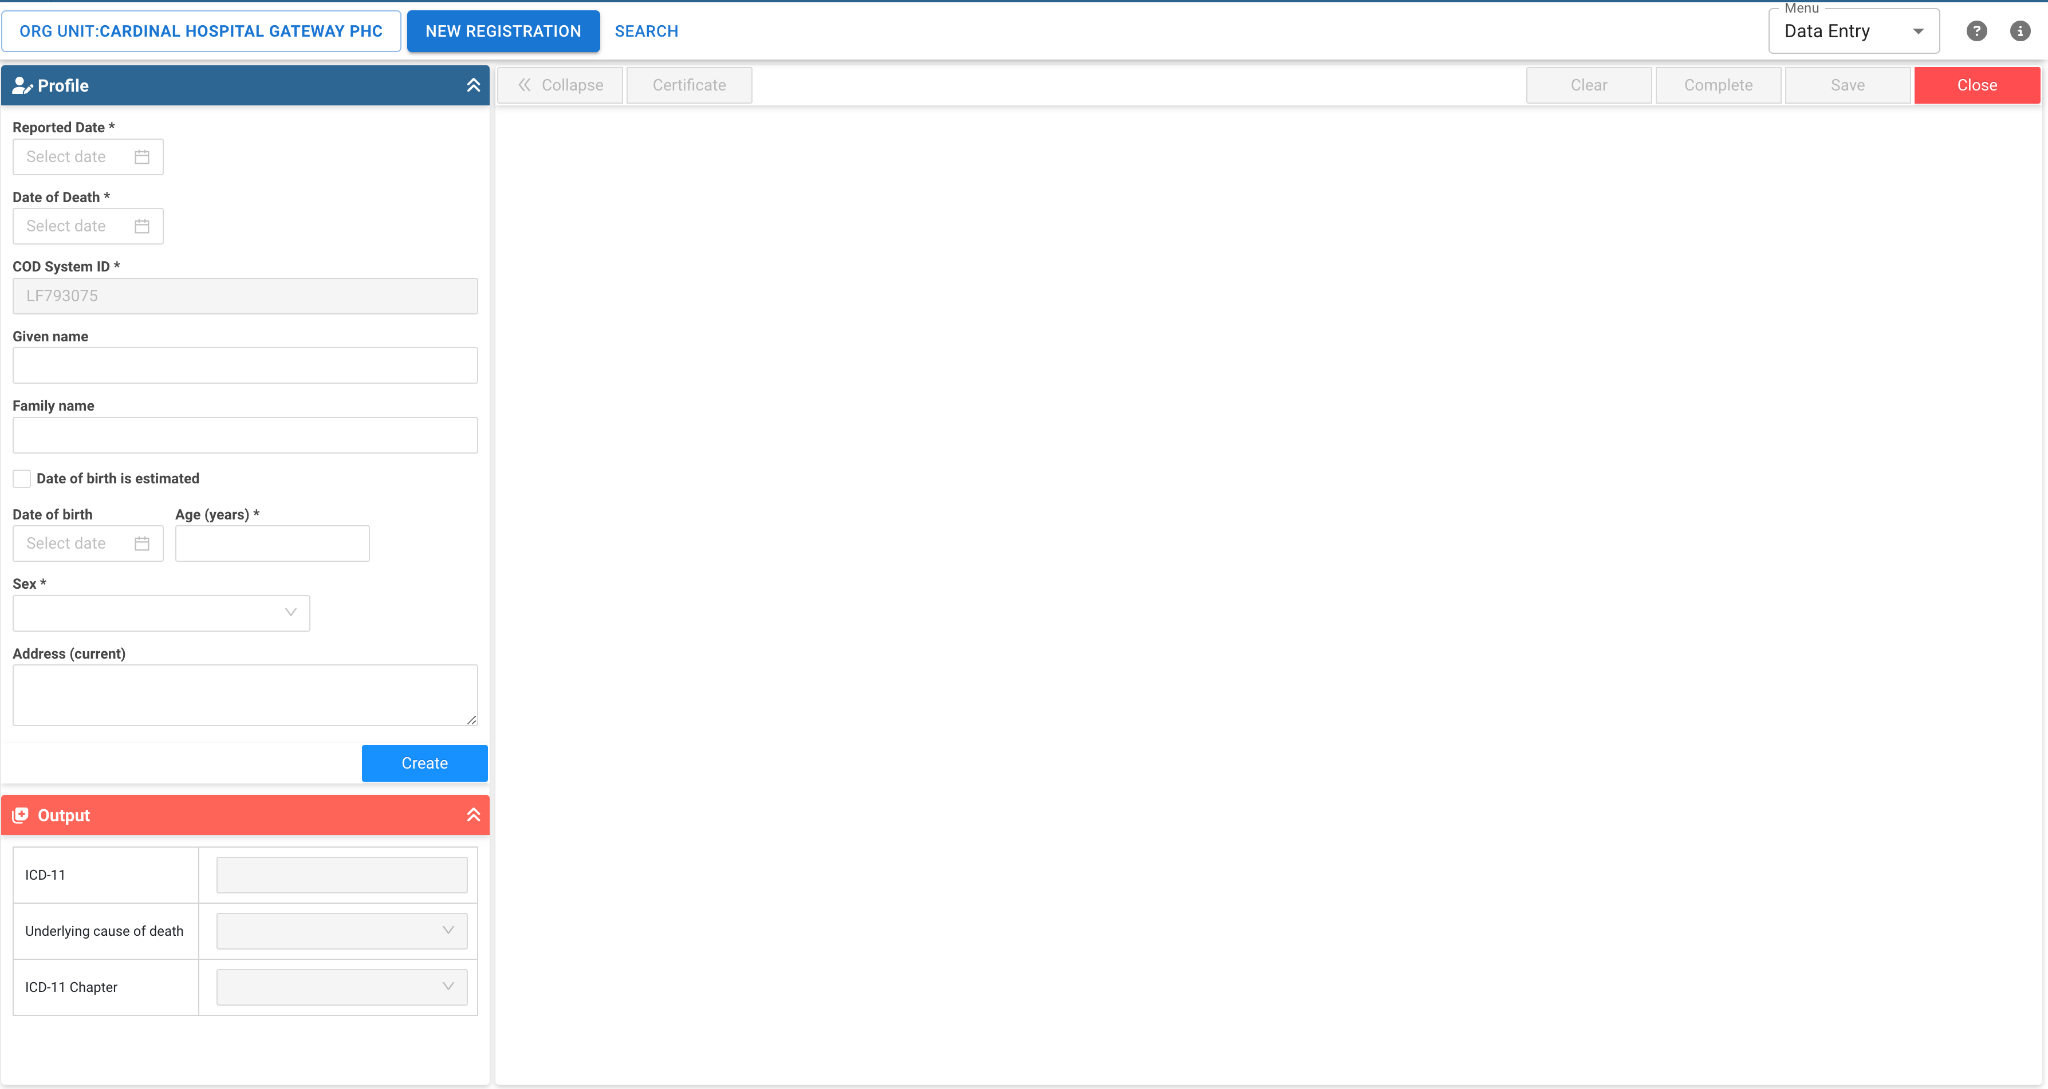 ORG UNIT:CARDINAL HOSPITAL GATEWAY PHC
NEW REGISTRATION
SEARCH
Menu
Data Entry
Profile
Collapse
Certificate
Clear
Complete
Save
Close
Reported Date *
Select date
Date of Death *
Select date
COD System ID *
LF793075
Given name
Family name
Date of birth is estimated
Date of birth
Age (years) *
Select date
Sex *
Address (current)
Create
Output
ICD-11
Underlying cause of death
ICD-11 Chapter